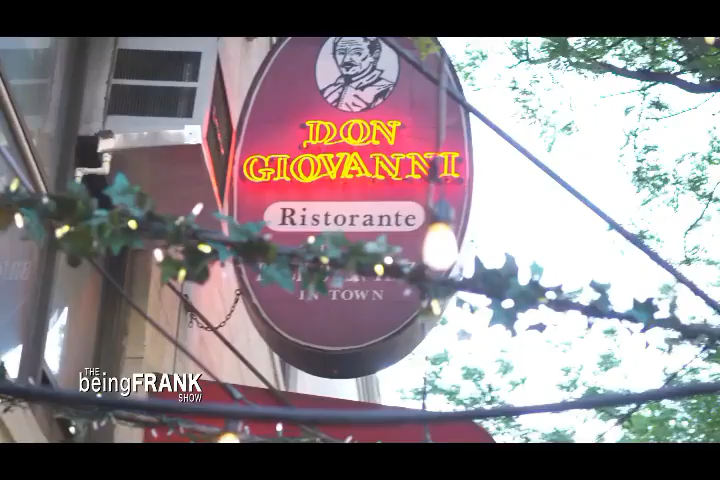 DON
GIOVANNI
Ristorante
IN TOWN
THE
beingFRANK
SHOW